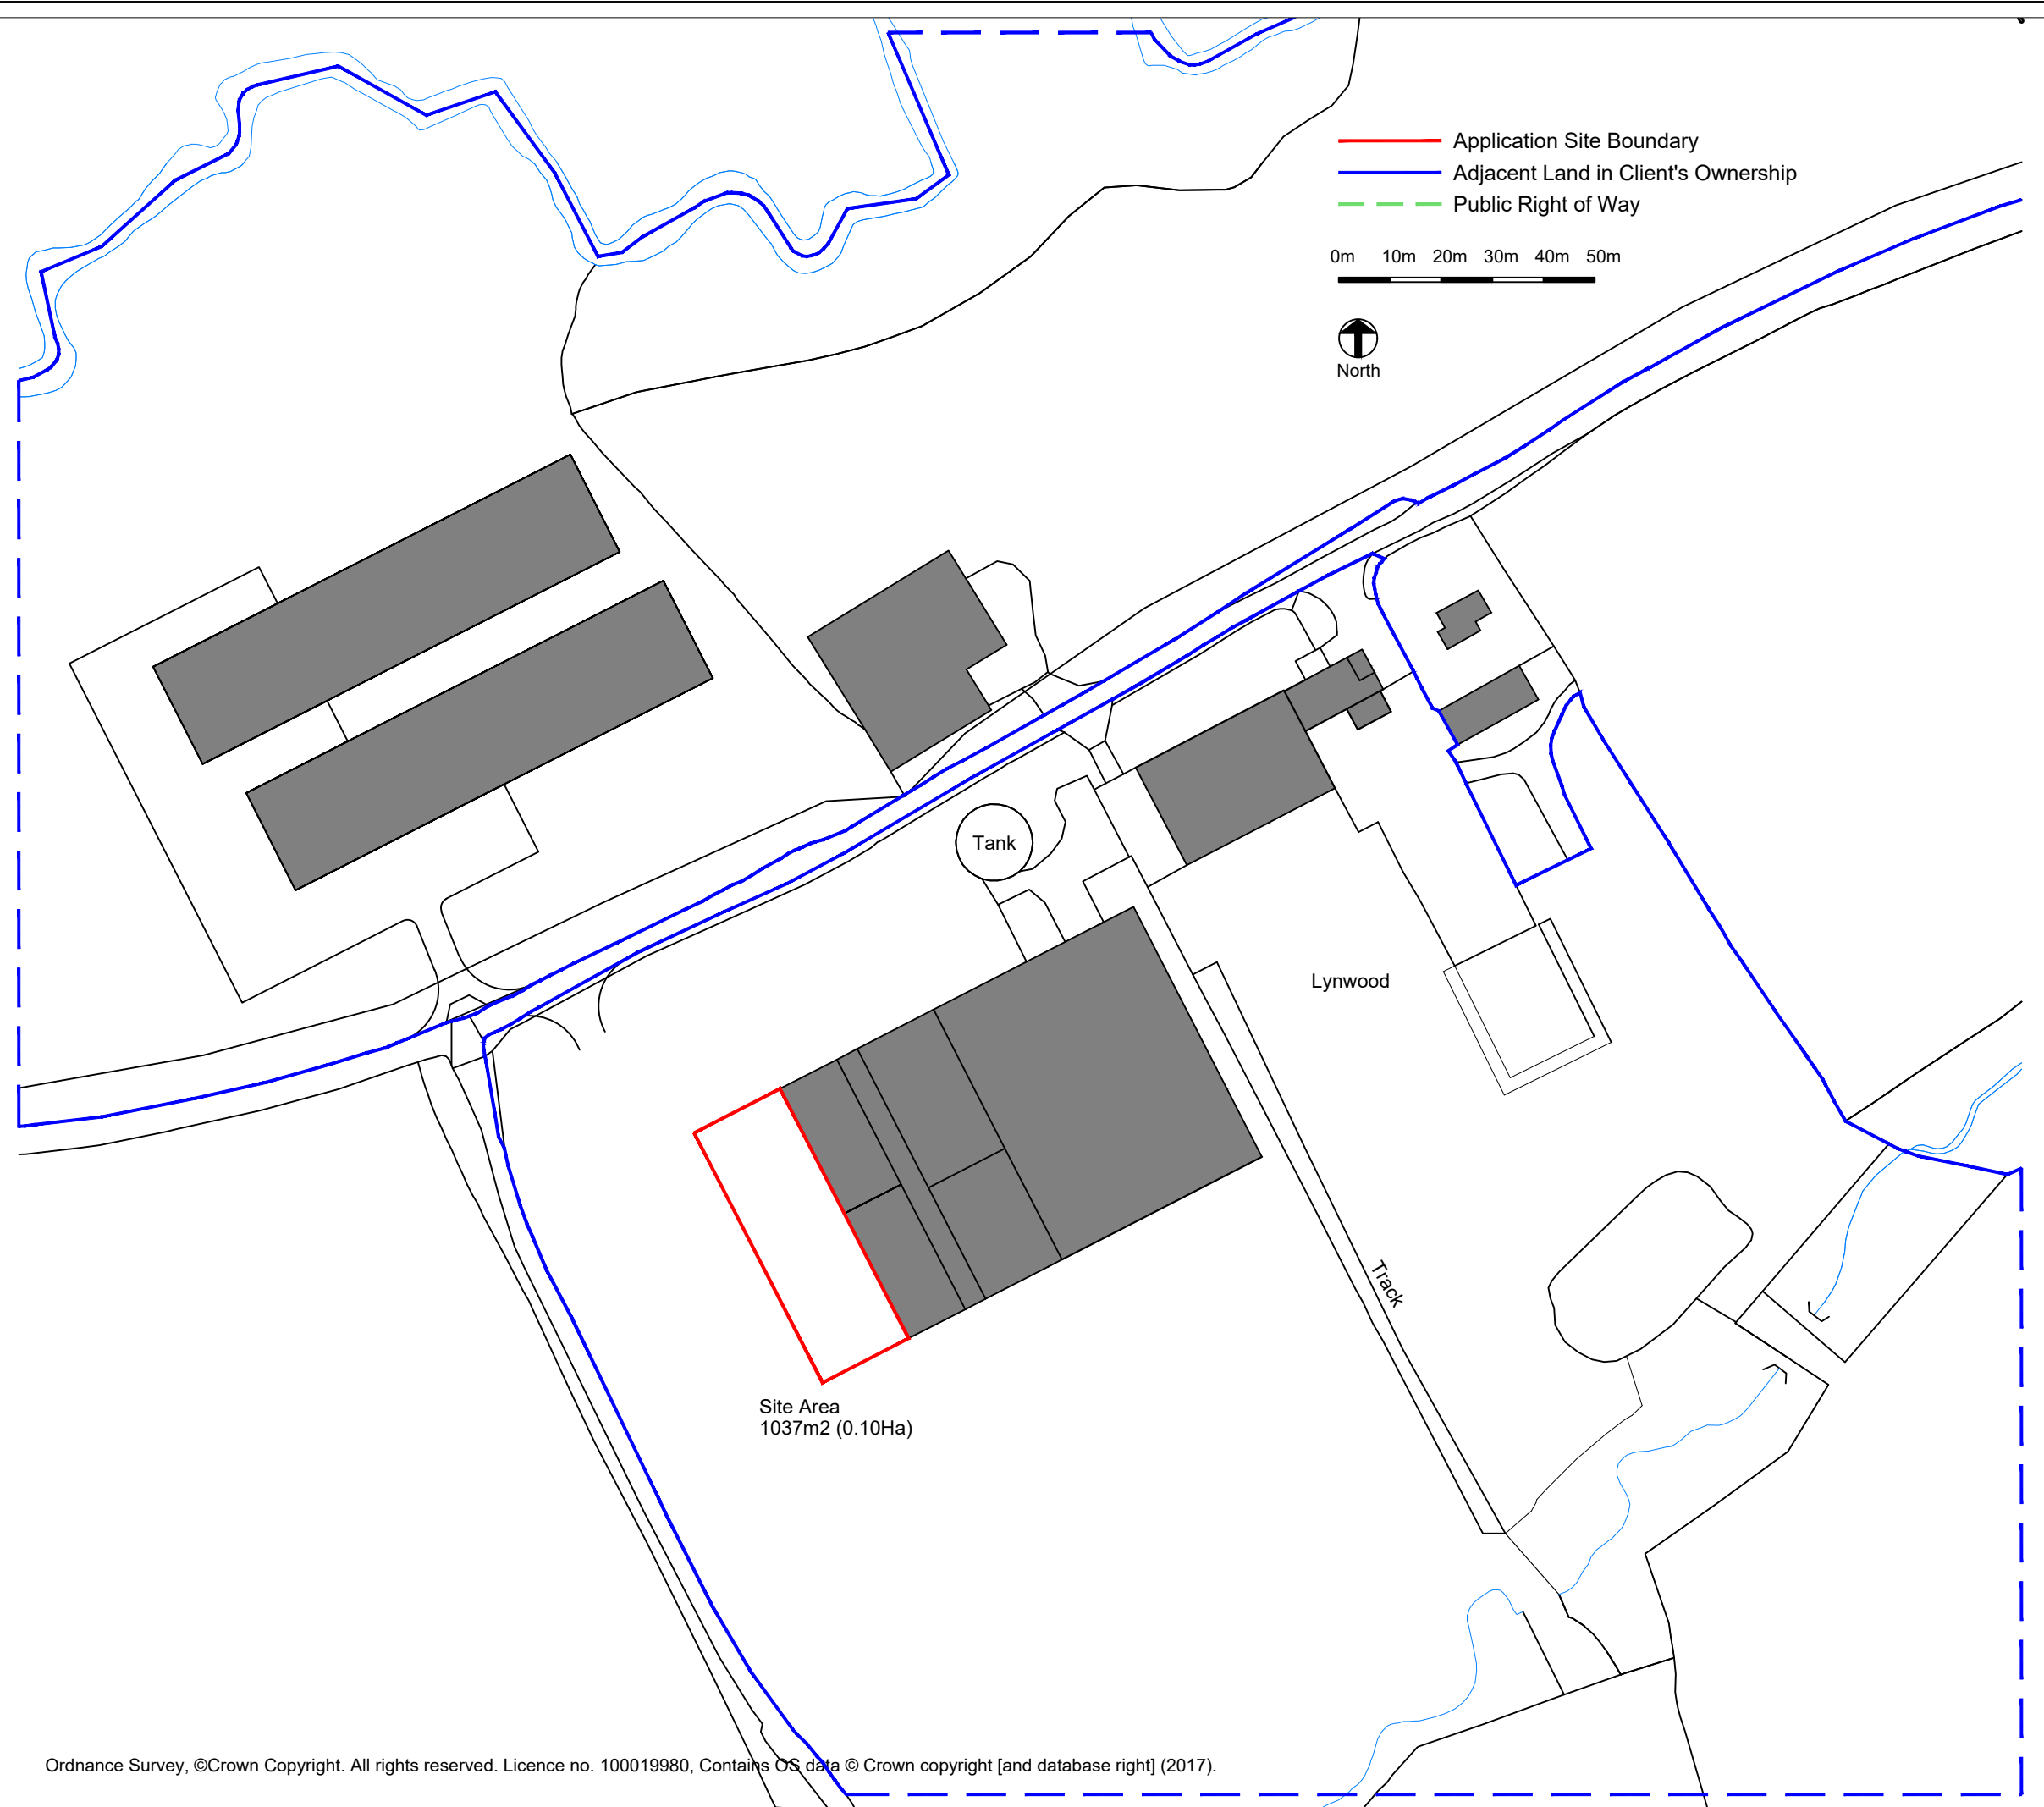 Application Site Boundary
Adjacent Land in Client's Ownership
Public Right of Way
0m 10m 20m 30m 40m 50m
North
Tank
Lynwood
Track
Site Area
1037m2 (0.10Ha)
Ordnance Survey, ©Crown Copyright. All rights reserved. Licence no. 100019980, Contains OS data © Crown copyright [and database right] (2017).